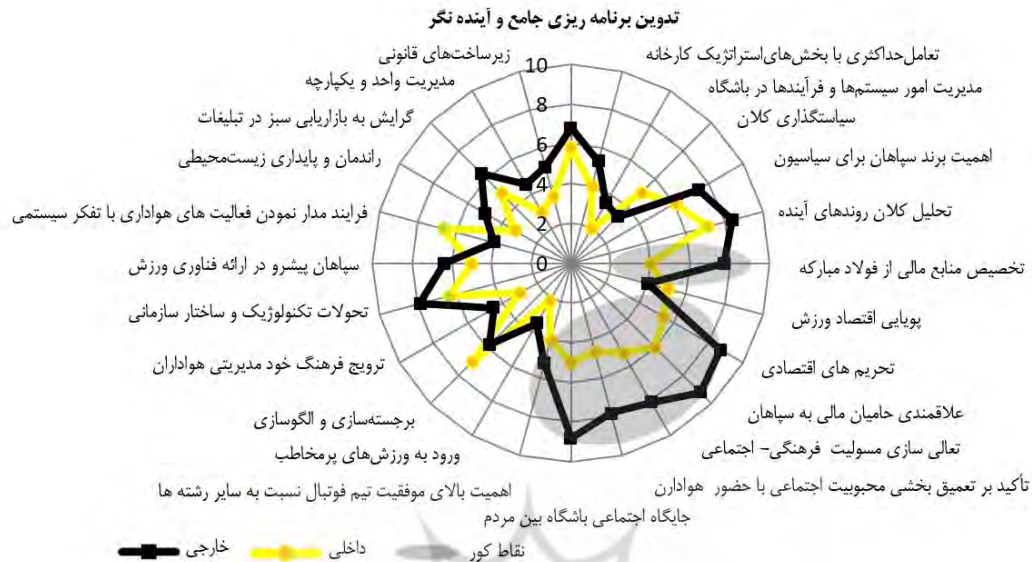 تدوین برنامه ریزی جامع و آینده نگر
تعامل‌حداکثری با بخش‌های‌استراتژیک کارخانه
مدیریت امور سیستم‌ها و فرآیندها در باشگاه
سیاستگذاری کلان
اهمیت برند سپاهان برای سیاسیون
تحلیل کلان روندهای آینده
تخصیص منابع مالی از فولاد مبارکه
پویایی اقتصاد ورزش
تحریم های اقتصادی
علاقمندی حامیان مالی به سپاهان
تعالی سازی مسولیت فرهنگی- اجتماعی
تأکید بر تعمیق بخشی محبوبیت اجتماعی با حضور هوادارن
جایگاه اجتماعی باشگاه بین مردم
اهمیت بالای موفقیت تیم فوتبال نسبت به سایر رشته ها
ورود به ورزش‌های پرمخاطب
برجسته‌سازی و الگوسازی
ترویج فرهنگ خود مدیریتی هواداران
تحولات تکنولوژیک و ساختار سازمانی
سپاهان پیشرو در ارائه فناوری ورزش
فرایند مدار نمودن فعالیت های هواداری با تفکر سیستمی
راندمان و پایداری زیست‌محیطی
گرایش به بازاریابی سبز در تبلیغات
مدیریت واحد و یکپارچه
زیرساخت‌های قانونی
10
8
6
4
2
0
خارجی
داخلی
نقاط کور